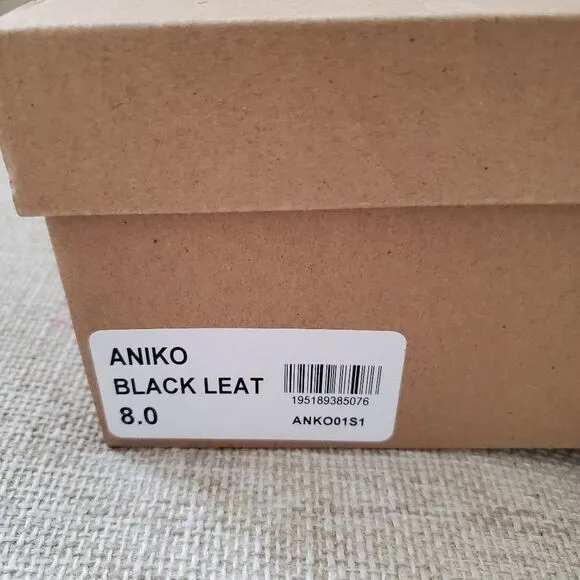 ANIKO
BLACK LEAT
8.0
195189385076
ANKO01S1